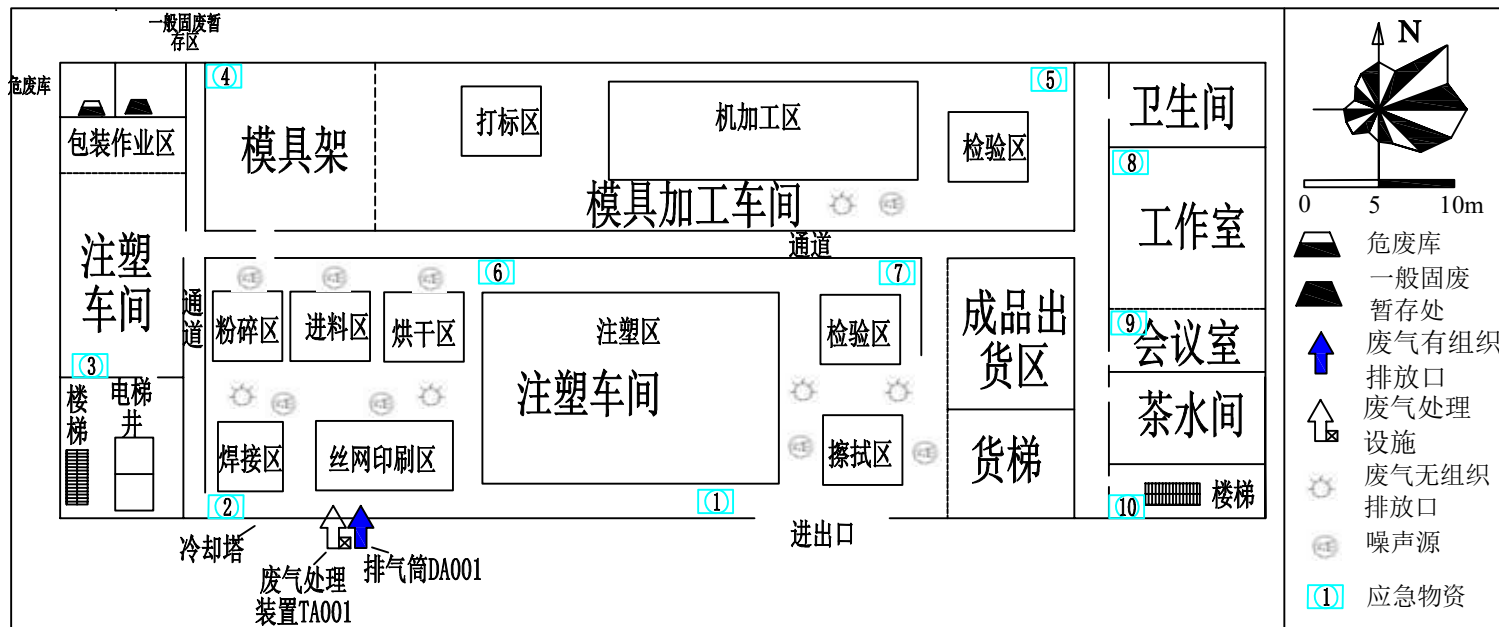 一般固废暂
存区
危废库
包装作业区
④
模具架
打标区
机加工区
检验区
⑤
模具加工车间
通道
卫生间
⑧
工作室
⑨
会议室
茶水间
⑩
楼梯
注塑
车间
③
楼
梯
电梯
井
通
道
粉碎区
进料区
烘干区
⑥
注塑区
注塑车间
⑦
检验区
成品出
货区
焊接区
丝网印刷区
擦拭区
货梯
②
①
冷却塔
废气处理
装置TA001
排气筒DA001
进出口
N
0 5 10m
危废库
一般固废
暂存处
废气有组织
排放口
废气处理
设施
废气无组织
排放口
噪声源
① 应急物资